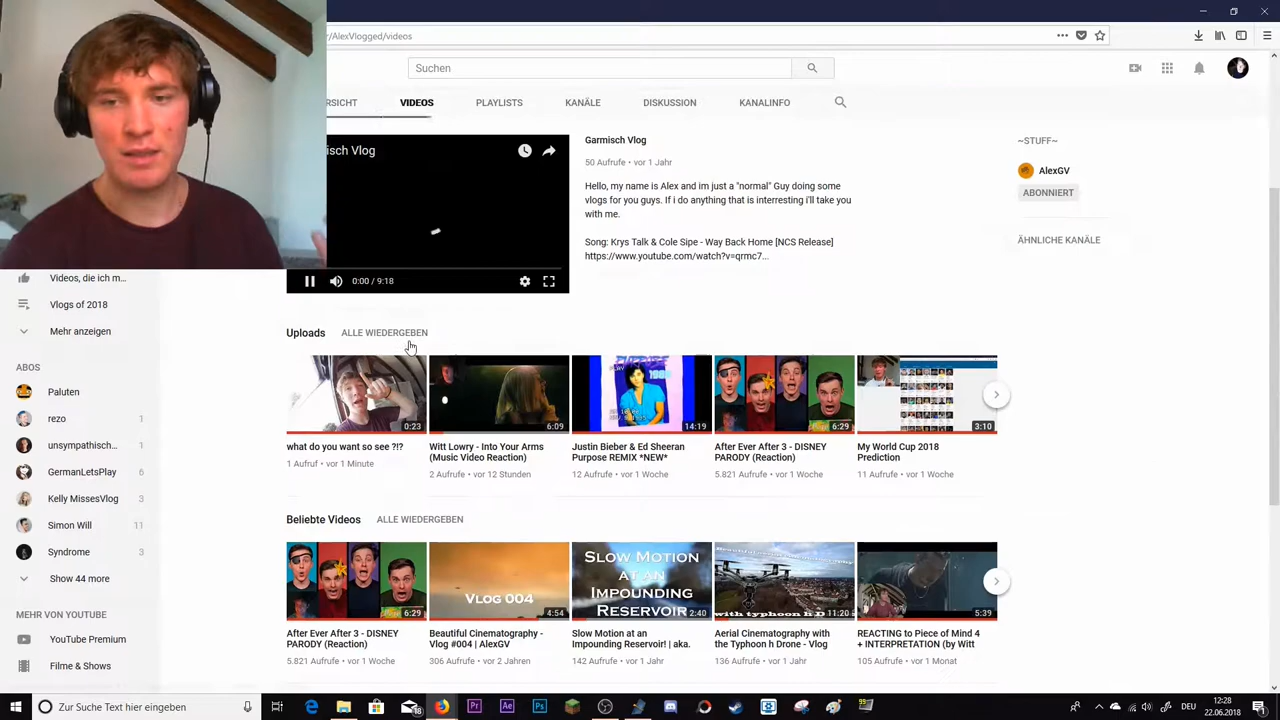 r/AlexVlogged/videos
Suchen
RSICHT VIDEOS PLAYLISTS KANÄLE DISKUSSION KANALINFO
isch Vlog
0:00 / 9:18
Garmisch Vlog
50 Aufrufe • vor 1 Jahr
Hello, my name is Alex and im just a "normal" Guy doing some
vlogs for you guys. If i do anything that is interresting i'll take you
with me.
Song: Krys Talk & Cole Sipe - Way Back Home [NCS Release]
https://www.youtube.com/watch?v=qrmc7...
~STUFF~
AlexGV
ABONNIERT
ÄHNLICHE KANÄLE
Videos, die ich m...
Vlogs of 2018
Mehr anzeigen
ABOS
Paluten
rezo 1
unsympathisch... 1
GermanLetsPlay 6
Kelly MissesVlog 3
Simon Will 11
Syndrome 3
Show 44 more
MEHR VON YOUTUBE
YouTube Premium
Filme & Shows
Uploads ALLE WIEDERGEBEN
0:23
what do you want so see ?!?
1 Aufruf • vor 1 Minute
6:09
Witt Lowry - Into Your Arms
(Music Video Reaction)
2 Aufrufe • vor 12 Stunden
14:19
Justin Bieber & Ed Sheeran
Purpose REMIX *NEW*
12 Aufrufe • vor 1 Woche
6:29
After Ever After 3 - DISNEY
PARODY (Reaction)
5.821 Aufrufe • vor 1 Woche
3:10
My World Cup 2018
Prediction
11 Aufrufe • vor 1 Woche
Beliebte Videos ALLE WIEDERGEBEN
6:29
After Ever After 3 - DISNEY
PARODY (Reaction)
5.821 Aufrufe • vor 1 Woche
VLOG 004
4:54
Beautiful Cinematography -
Vlog #004 | AlexGV
306 Aufrufe • vor 2 Jahren
SLOW MOTION
AT AN
IMPOUNDING
RESERVOIR
2:40
Slow Motion at an
Impounding Reservoir! | aka.
142 Aufrufe • vor 1 Jahr
with typhoon h D
11:20
Aerial Cinematography with
the Typhoon h Drone - Vlog
136 Aufrufe • vor 1 Jahr
5:39
REACTING to Piece of Mind 4
+ INTERPRETATION (by Witt
105 Aufrufe • vor 1 Monat
Zur Suche Text hier eingeben
18
Pr Ae Ps
99
DEU
12:28
22.06.2018
1